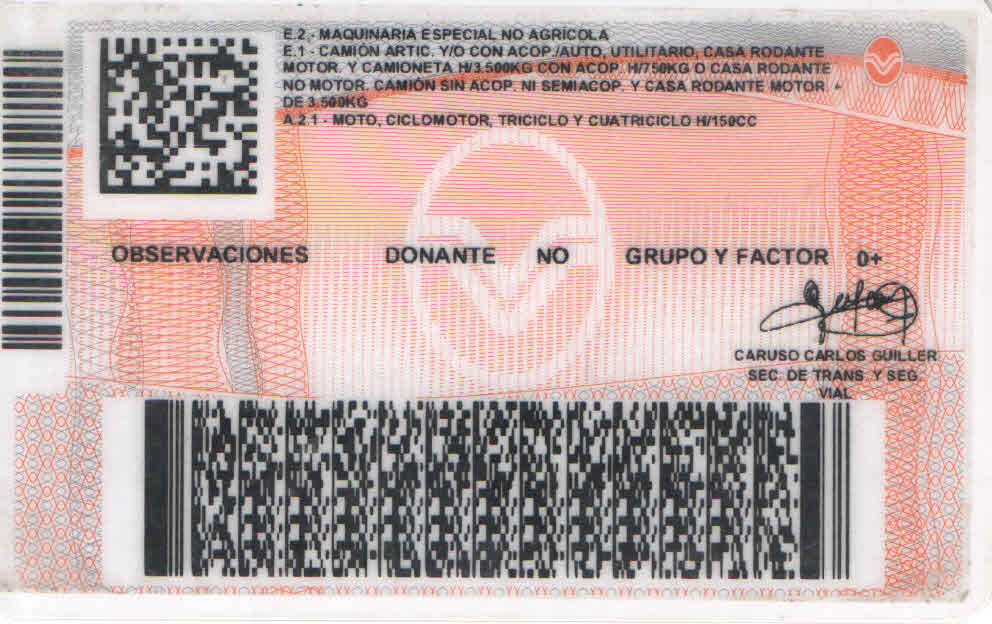 E.2.- MAQUINARIA ESPECIAL NO AGRÍCOLA
E.1 - CAMIÓN ARTIC. Y/O CON ACOP./AUTO, UTILITARIO, CASA RODANTE
MOTOR. Y CAMIONETA H/3.500KG CON ACOP. H/750KG O CASA RODANTE
NO MOTOR. CAMIÓN SIN ACOP. NI SEMIACOP. Y CASA RODANTE MOTOR. +
DE 3.500KG
A.2.1 - MOTO, CICLOMOTOR, TRICICLO Y CUATRICICLO H/150CC
OBSERVACIONES DONANTE NO GRUPO Y FACTOR 0+
CARUSO CARLOS GUILLER
SEC. DE TRANS. Y SEG.
VIAL